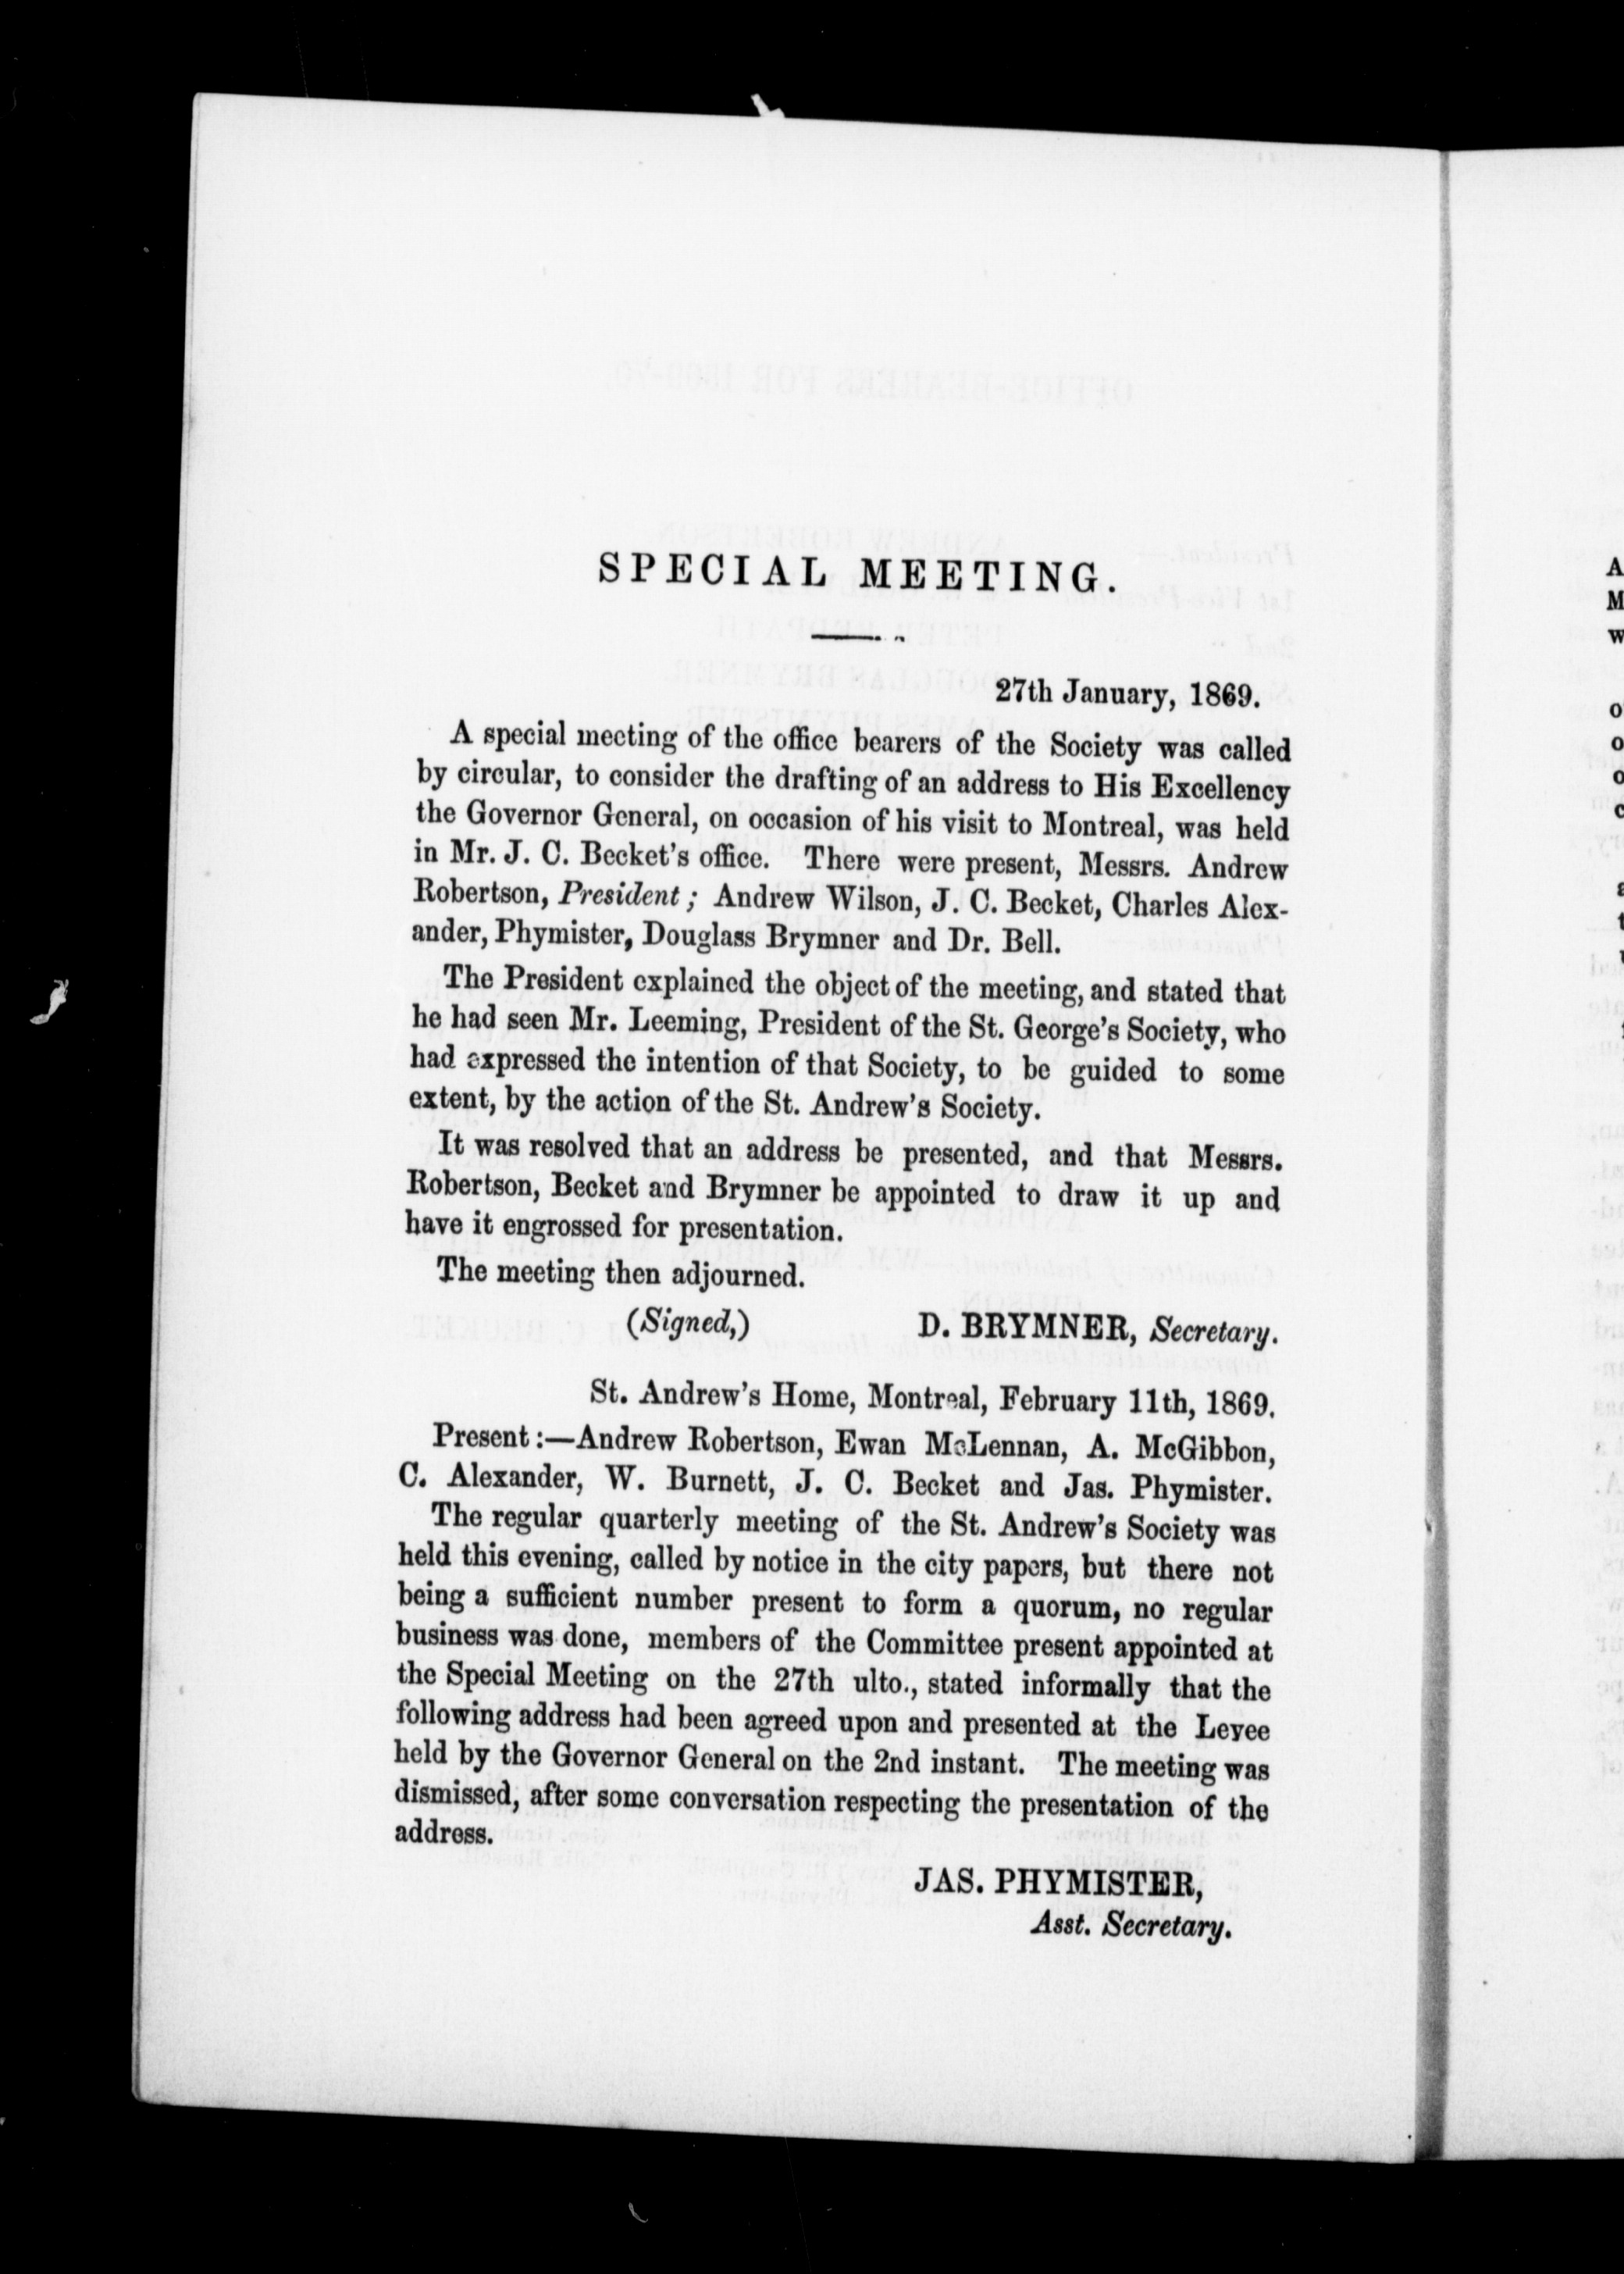 SPECIAL MEETING.
27th January, 1869.
A special meeting of the office bearers of the Society was called
by circular, to consider the drafting of an address to His Excellency
the Governor General, on occasion of his visit to Montreal, was held
in Mr. J. C. Becket's office. There were present, Messrs. Andrew
Robertson, President; Andrew Wilson, J. C. Becket, Charles Alex-
ander, Phymister, Douglass Brymner and Dr. Bell.
The President explained the object of the meeting, and stated that
he had seen Mr. Leeming, President of the St. George's Society, who
had expressed the intention of that Society, to be guided to some
extent, by the action of the St. Andrew's Society.
It was resolved that an address be presented, and that Messrs.
Robertson, Becket and Brymner be appointed to draw it up and
have it engrossed for presentation.
The meeting then adjourned.
(Signed,) D. BRYMNER, Secretary.
St. Andrew's Home, Montreal, February 11th, 1869.
Present:—Andrew Robertson, Ewan McLennan, A. McGibbon,
C. Alexander, W. Burnett, J. C. Becket and Jas. Phymister.
The regular quarterly meeting of the St. Andrew's Society was
held this evening, called by notice in the city papers, but there not
being a sufficient number present to form a quorum, no regular
business was done, members of the Committee present appointed at
the Special Meeting on the 27th ulto., stated informally that the
following address had been agreed upon and presented at the Levee
held by the Governor General on the 2nd instant. The meeting was
dismissed, after some conversation respecting the presentation of the
address.
JAS. PHYMISTER,
Asst. Secretary.